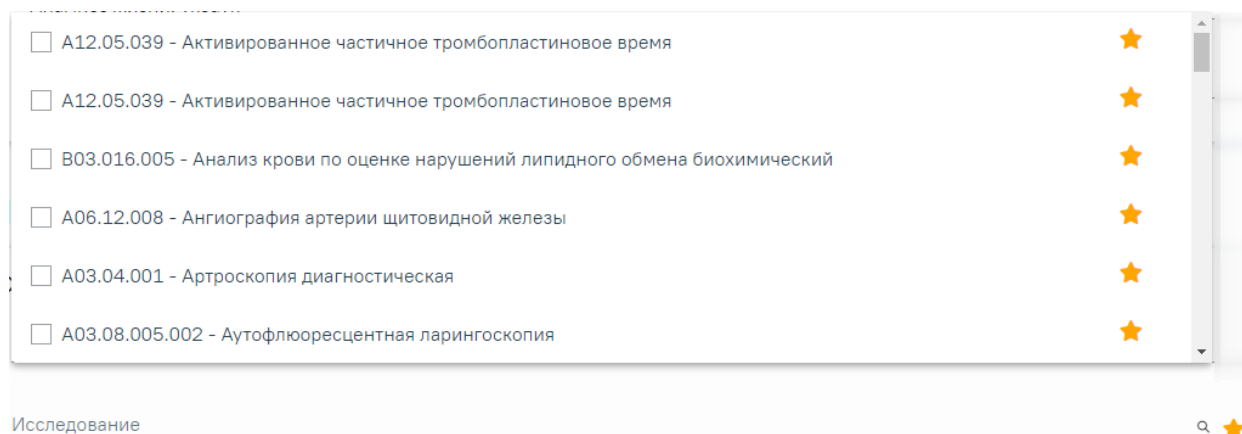 A12.05.039 - Активированное частичное тромбопластиновое время
A12.05.039 - Активированное частичное тромбопластиновое время
B03.016.005 - Анализ крови по оценке нарушений липидного обмена биохимический
A06.12.008 - Ангиография артерии щитовидной железы
A03.04.001 - Артроскопия диагностическая
A03.08.005.002 - Аутофлюоресцентная ларингоскопия
Исследование